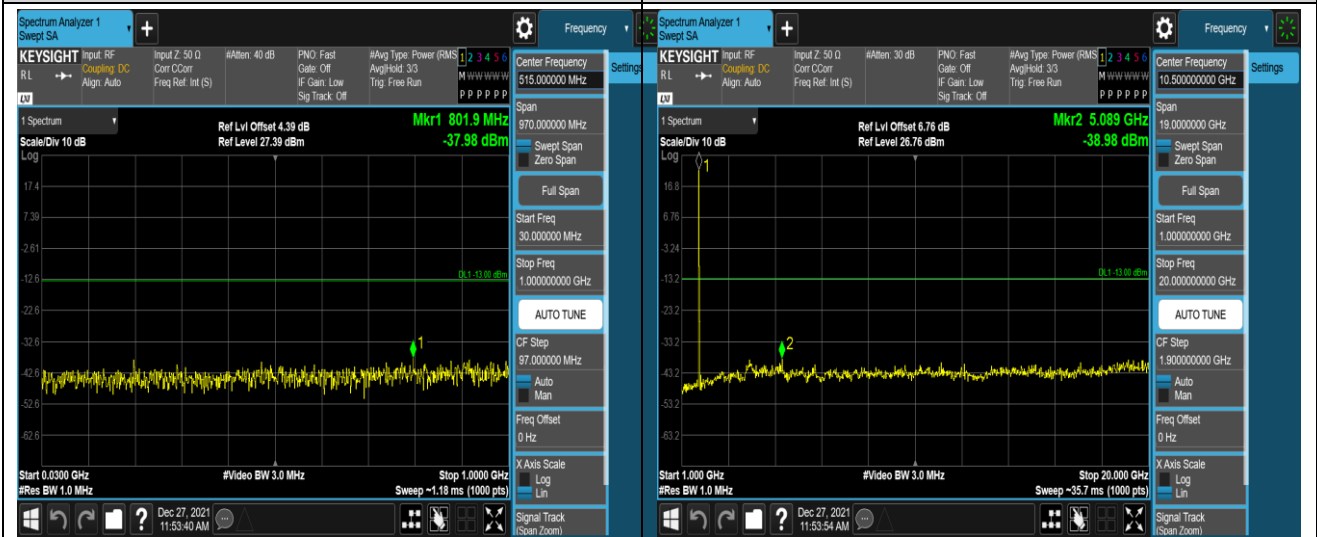 Spectrum Analyzer 1
Swept SA
+
Frequency
KEYSIGHT
RL
LXI
Input: RF
Coupling: DC
Align: Auto
Input Z: 50 Ω
Corr CCorr
Freq Ref: Int (S)
#Atten: 40 dB
PNO: Fast
Gate: Off
IF Gain: Low
Sig Track: Off
#Avg Type: Power (RMS
Avg|Hold: 3/3
Trig: Free Run
1 2 3 4 5 6
M W W W W W
P P P P P P
1 Spectrum
Scale/Div 10 dB
Log
Ref Lvl Offset 4.39 dB
Ref Level 27.39 dBm
Mkr1 801.9 MHz
-37.98 dBm
17.4
7.39
-2.61
-12.6
-22.6
-32.6
-42.6
-52.6
-62.6
DL1 -13.00 dBm
1
Start 0.0300 GHz
#Res BW 1.0 MHz
#Video BW 3.0 MHz
Stop 1.0000 GHz
Sweep ~1.18 ms (1000 pts)
Dec 27, 2021
11:53:40 AM
Settings
Center Frequency
515.000000 MHz
Span
970.000000 MHz
Swept Span
Zero Span
Full Span
Start Freq
30.000000 MHz
Stop Freq
1.000000000 GHz
AUTO TUNE
CF Step
97.000000 MHz
Auto
Man
Freq Offset
0 Hz
X Axis Scale
Log
Lin
Signal Track
(Span Zoom)
Spectrum Analyzer 1
Swept SA
+
Frequency
KEYSIGHT
RL
LXI
Input: RF
Coupling: DC
Align: Auto
Input Z: 50 Ω
Corr CCorr
Freq Ref: Int (S)
#Atten: 30 dB
PNO: Fast
Gate: Off
IF Gain: Low
Sig Track: Off
#Avg Type: Power (RMS
Avg|Hold: 3/3
Trig: Free Run
1 2 3 4 5 6
M W W W W W
P P P P P P
1 Spectrum
Scale/Div 10 dB
Log
Ref Lvl Offset 6.76 dB
Ref Level 26.76 dBm
Mkr2 5.089 GHz
-38.98 dBm
1
16.8
6.76
-3.24
-13.2
-23.2
-33.2
-43.2
-53.2
-63.2
DL1 -13.00 dBm
2
Start 1.000 GHz
#Res BW 1.0 MHz
#Video BW 3.0 MHz
Stop 20.000 GHz
Sweep ~35.7 ms (1000 pts)
Dec 27, 2021
11:53:54 AM
Settings
Center Frequency
10.500000000 GHz
Span
19.0000000 GHz
Swept Span
Zero Span
Full Span
Start Freq
1.000000000 GHz
Stop Freq
20.000000000 GHz
AUTO TUNE
CF Step
1.900000000 GHz
Auto
Man
Freq Offset
0 Hz
X Axis Scale
Log
Lin
Signal Track
(Span Zoom)